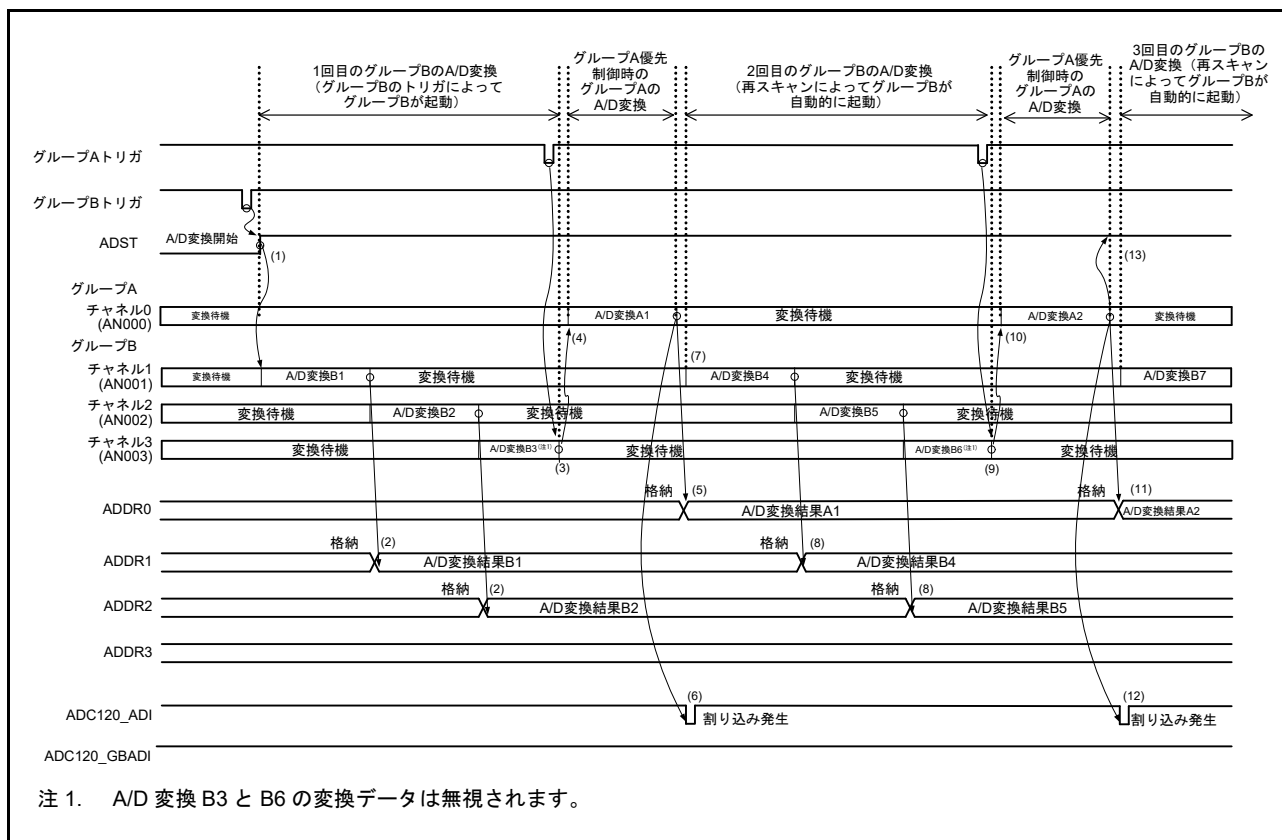 1回目のグループBのA/D変換
(グループBのトリガによって
グループBが起動)
グループA優先
制御時の
グループAの
A/D変換
2回目のグループBのA/D変換
(再スキャンによってグループBが
自動的に起動)
グループA優先
制御時の
グループAの
A/D変換
3回目のグループBの
A/D変換(再スキャン
によってグループBが
自動的に起動)
グループAトリガ
グループBトリガ
ADST A/D変換開始 (1) (13)
グループA
チャネル0
(AN000)
変換待機 (4) A/D変換A1 変換待機 (10) A/D変換A2 変換待機
グループB
チャネル1
(AN001)
変換待機 A/D変換B1 変換待機 (7) A/D変換B4 変換待機 A/D変換B7
チャネル2
(AN002)
変換待機 A/D変換B2 変換待機 A/D変換B5 変換待機
チャネル3
(AN003)
変換待機 A/D変換B3(注1) (3) 変換待機 A/D変換B6(注1) (9) 変換待機
ADDR0 格納 (5) A/D変換結果A1 格納 (11) A/D変換結果A2
ADDR1 格納 (2) A/D変換結果B1 格納 (8) A/D変換結果B4
ADDR2 格納 (2) A/D変換結果B2 格納 (8) A/D変換結果B5
ADDR3
ADC120_ADI (6) 割り込み発生 (12) 割り込み発生
ADC120_GBADI
注 1. A/D 変換 B3 と B6 の変換データは無視されます。